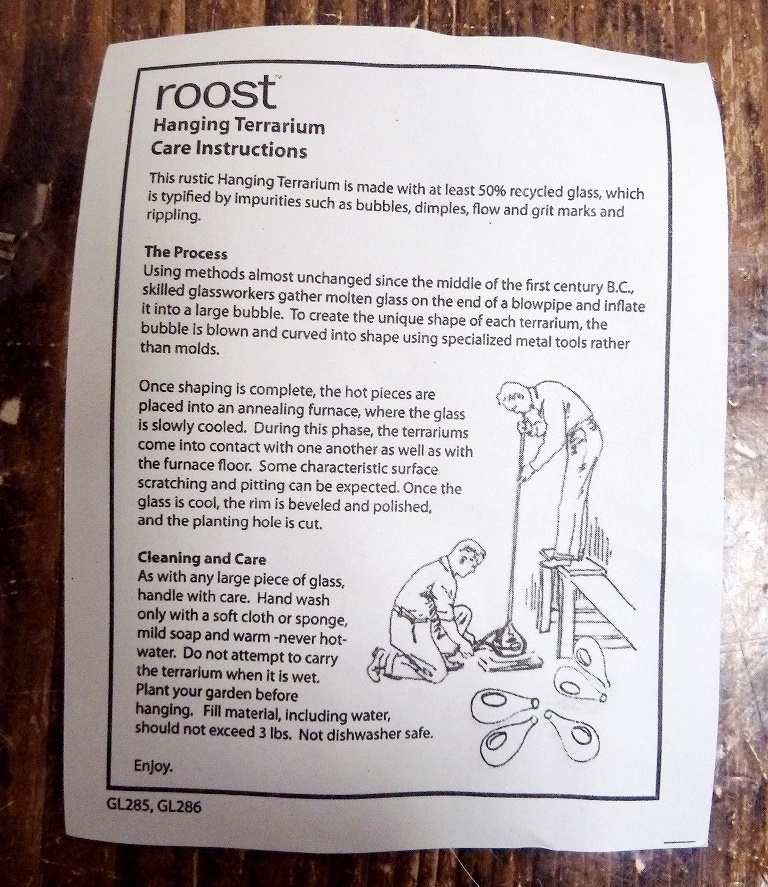 roost™
Hanging Terrarium
Care Instructions
This rustic Hanging Terrarium is made with at least 50% recycled glass, which
is typified by impurities such as bubbles, dimples, flow and grit marks and
rippling.
The Process
Using methods almost unchanged since the middle of the first century B.C.,
skilled glassworkers gather molten glass on the end of a blowpipe and inflate
it into a large bubble. To create the unique shape of each terrarium, the
bubble is blown and curved into shape using specialized metal tools rather
than molds.
Once shaping is complete, the hot pieces are
placed into an annealing furnace, where the glass
is slowly cooled. During this phase, the terrariums
come into contact with one another as well as with
the furnace floor. Some characteristic surface
scratching and pitting can be expected. Once the
glass is cool, the rim is beveled and polished,
and the planting hole is cut.
Cleaning and Care
As with any large piece of glass,
handle with care. Hand wash
only with a soft cloth or sponge,
mild soap and warm -never hot-
water. Do not attempt to carry
the terrarium when it is wet.
Plant your garden before
hanging. Fill material, including water,
should not exceed 3 lbs. Not dishwasher safe.
Enjoy.
GL285, GL286